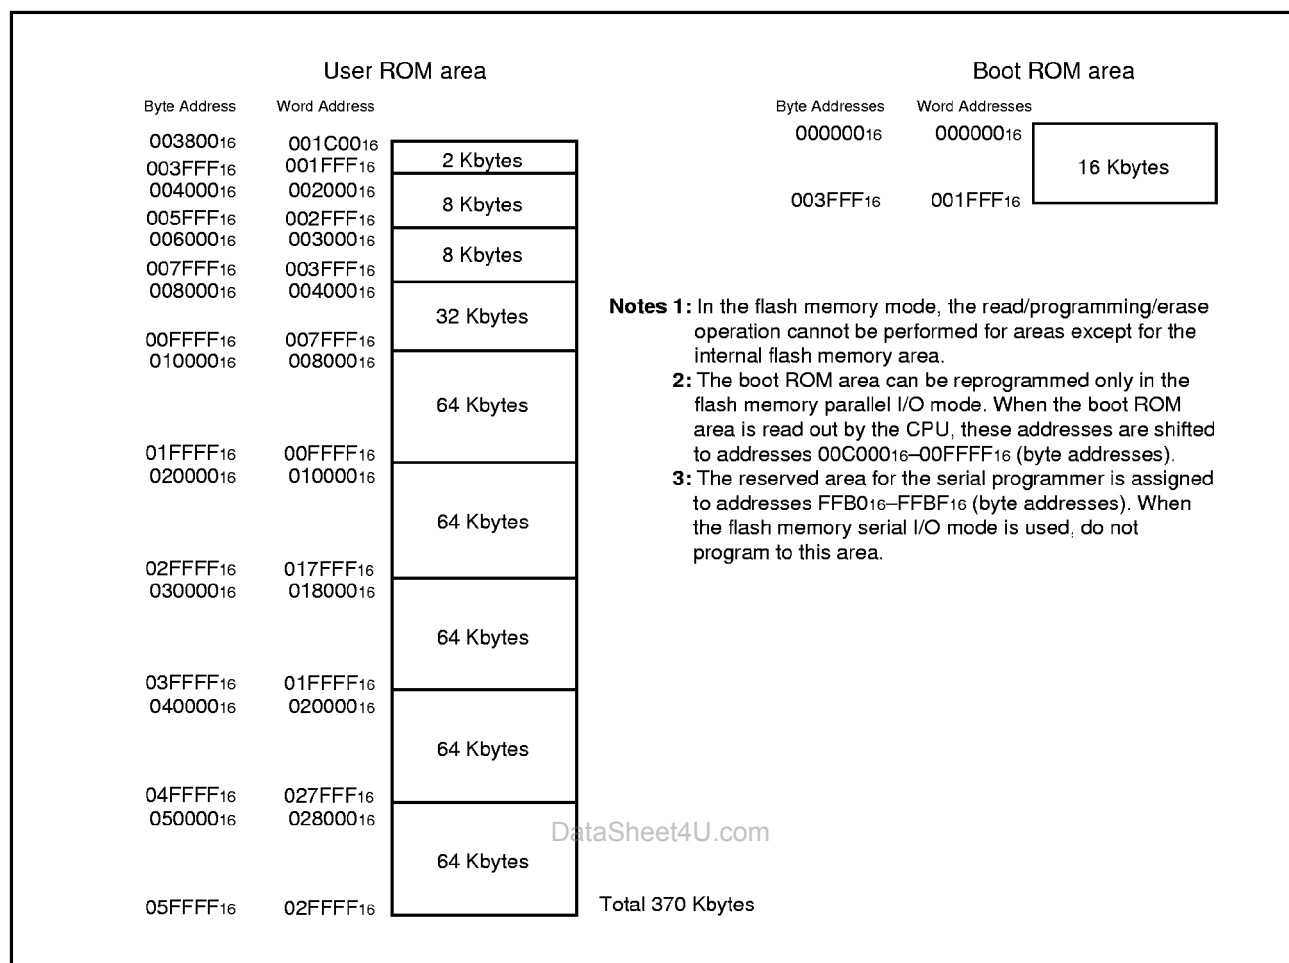 User ROM area
Byte Address Word Address
00380016 001C0016
2 Kbytes
003FFF16 001FFF16
00400016 00200016
8 Kbytes
005FFF16 002FFF16
00600016 00300016
8 Kbytes
007FFF16 003FFF16
00800016 00400016
32 Kbytes
00FFFF16 007FFF16
01000016 00800016
64 Kbytes
01FFFF16 00FFFF16
02000016 01000016
64 Kbytes
02FFFF16 017FFF16
03000016 01800016
64 Kbytes
03FFFF16 01FFFF16
04000016 02000016
64 Kbytes
04FFFF16 027FFF16
05000016 02800016
64 Kbytes
05FFFF16 02FFFF16
Total 370 Kbytes
Boot ROM area
Byte Addresses Word Addresses
00000016 00000016
16 Kbytes
003FFF16 001FFF16
Notes 1: In the flash memory mode, the read/programming/erase
operation cannot be performed for areas except for the
internal flash memory area.
2: The boot ROM area can be reprogrammed only in the
flash memory parallel I/O mode. When the boot ROM
area is read out by the CPU, these addresses are shifted
to addresses 00C00016–00FFFF16 (byte addresses).
3: The reserved area for the serial programmer is assigned
to addresses FFB016–FFBF16 (byte addresses). When
the flash memory serial I/O mode is used, do not
program to this area.
DataSheet4U.com